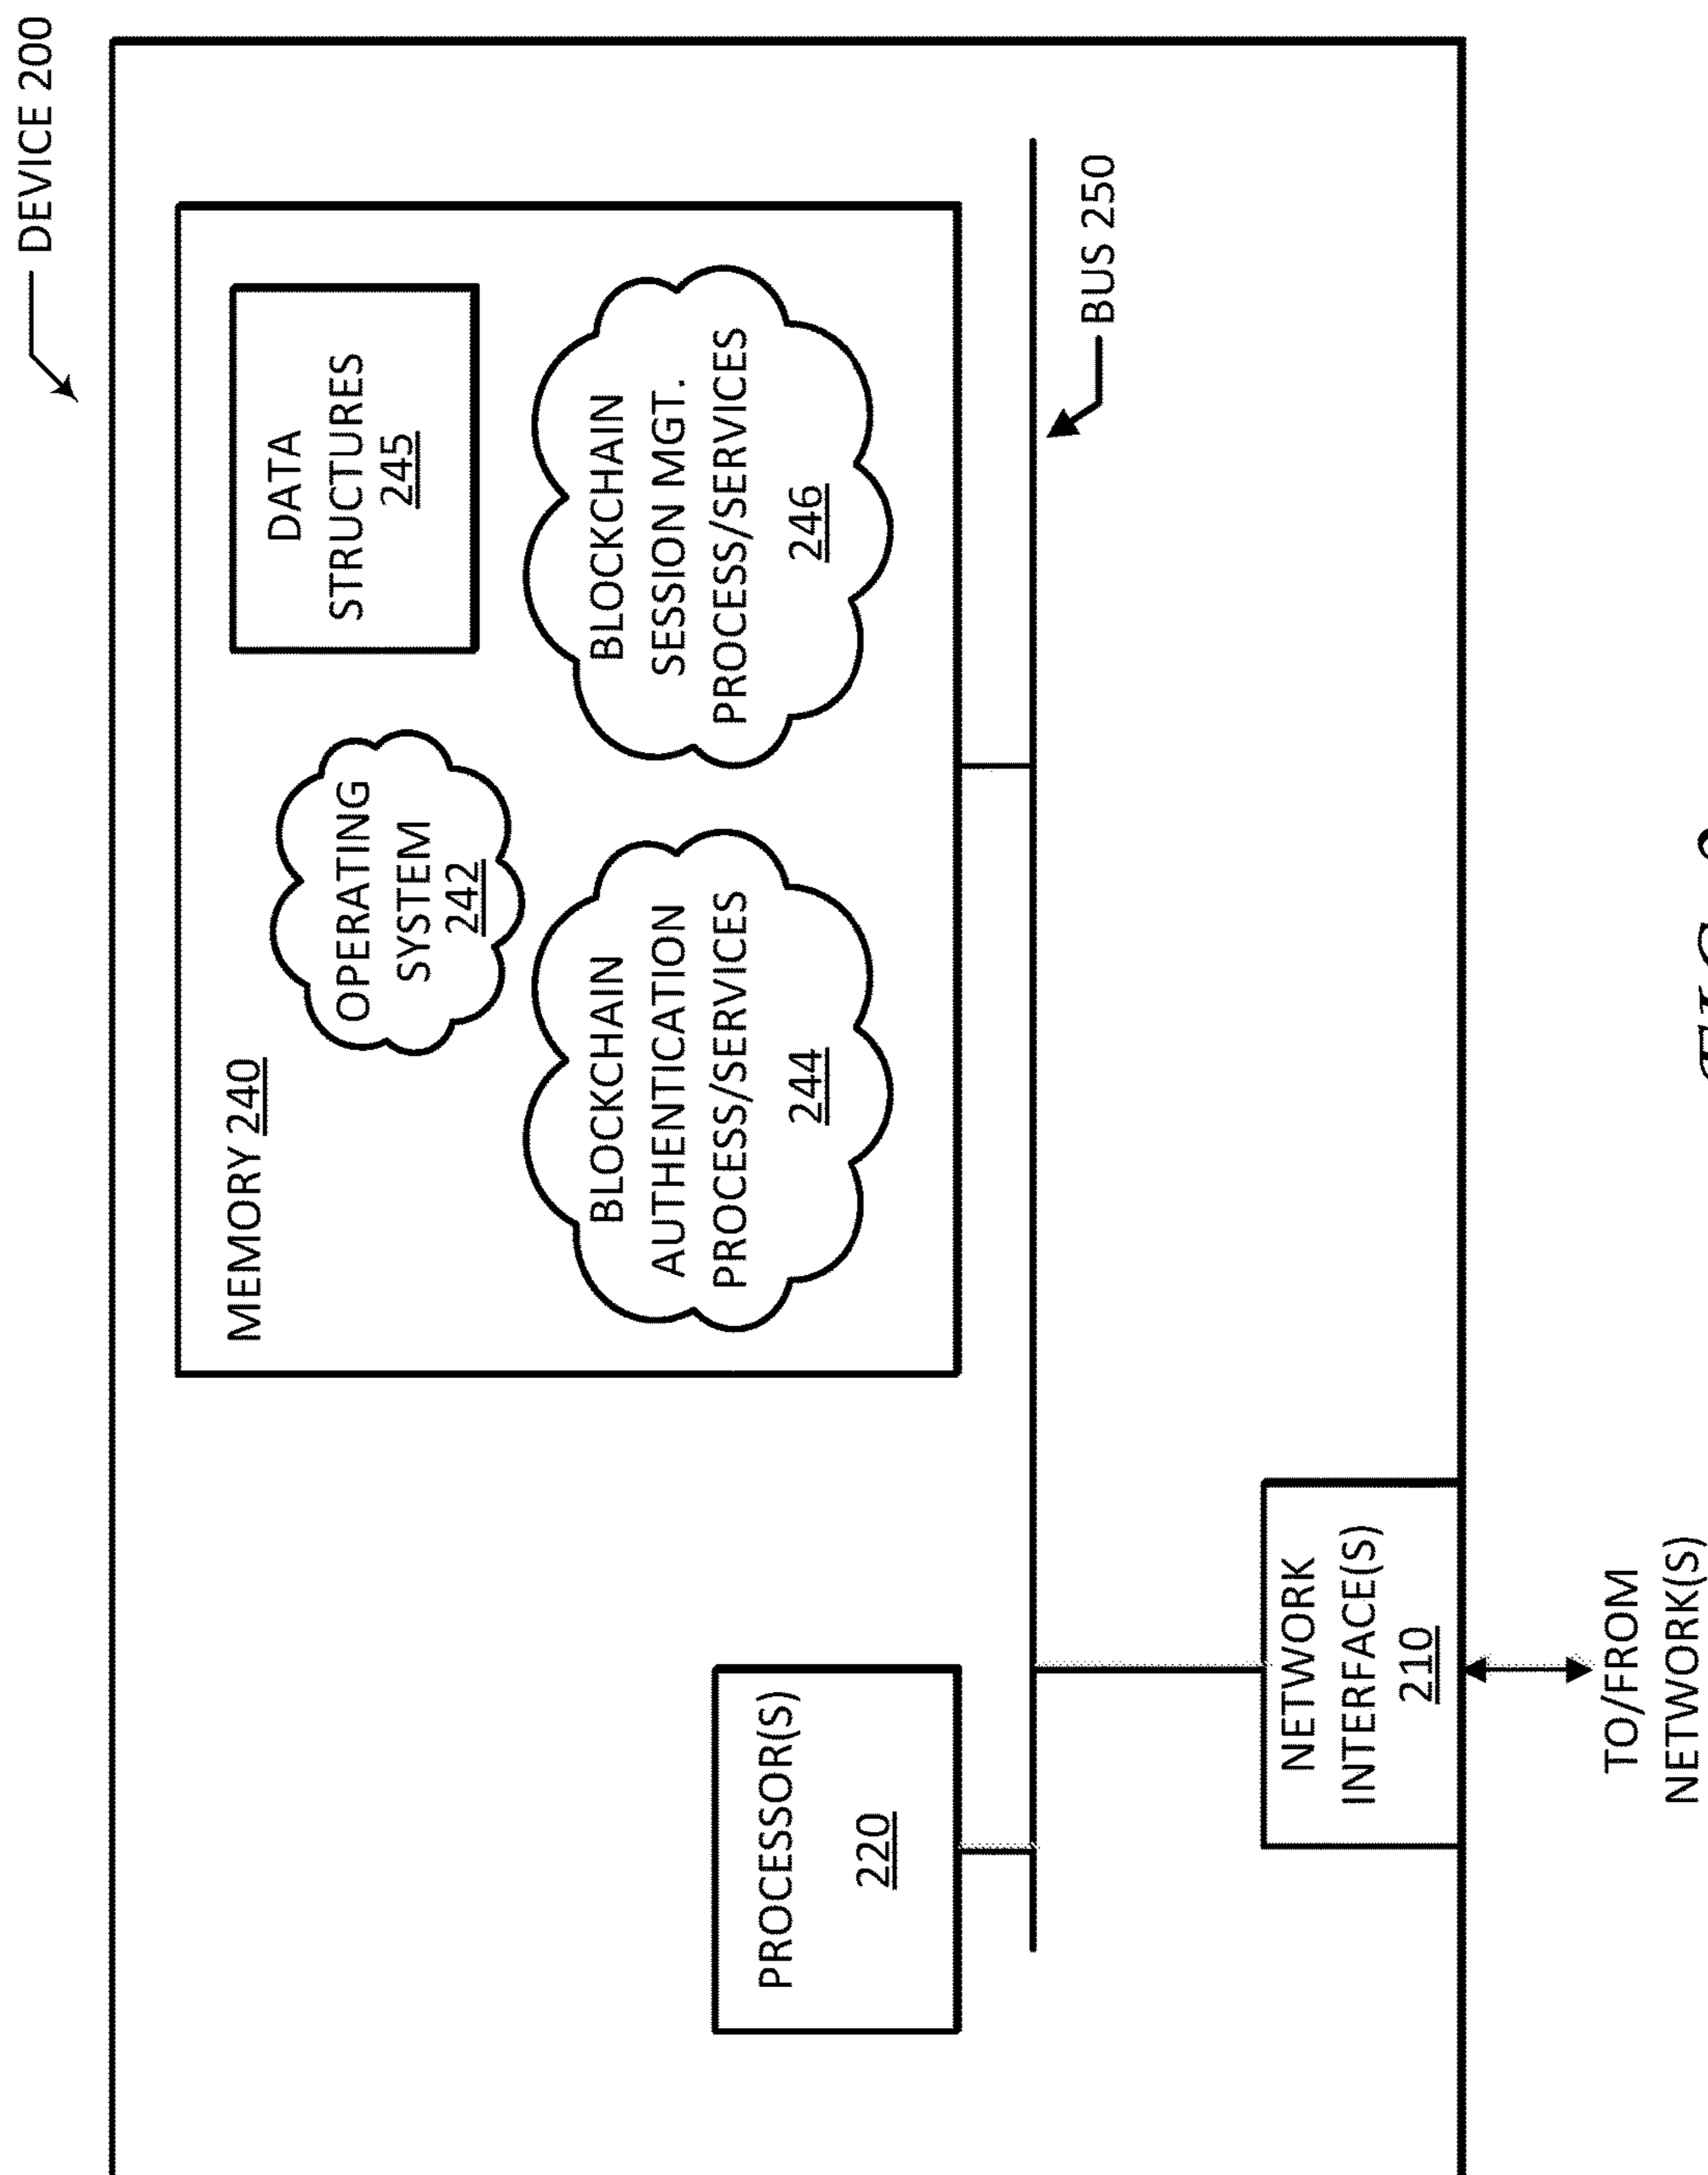 DEVICE 200
MEMORY 240
OPERATING
SYSTEM
242
DATA
STRUCTURES
245
BLOCKCHAIN
AUTHENTICATION
PROCESS/SERVICES
244
BLOCKCHAIN
SESSION MGT.
PROCESS/SERVICES
246
PROCESSOR(S)
220
BUS 250
NETWORK
INTERFACE(S)
210
TO/FROM
NETWORK(S)